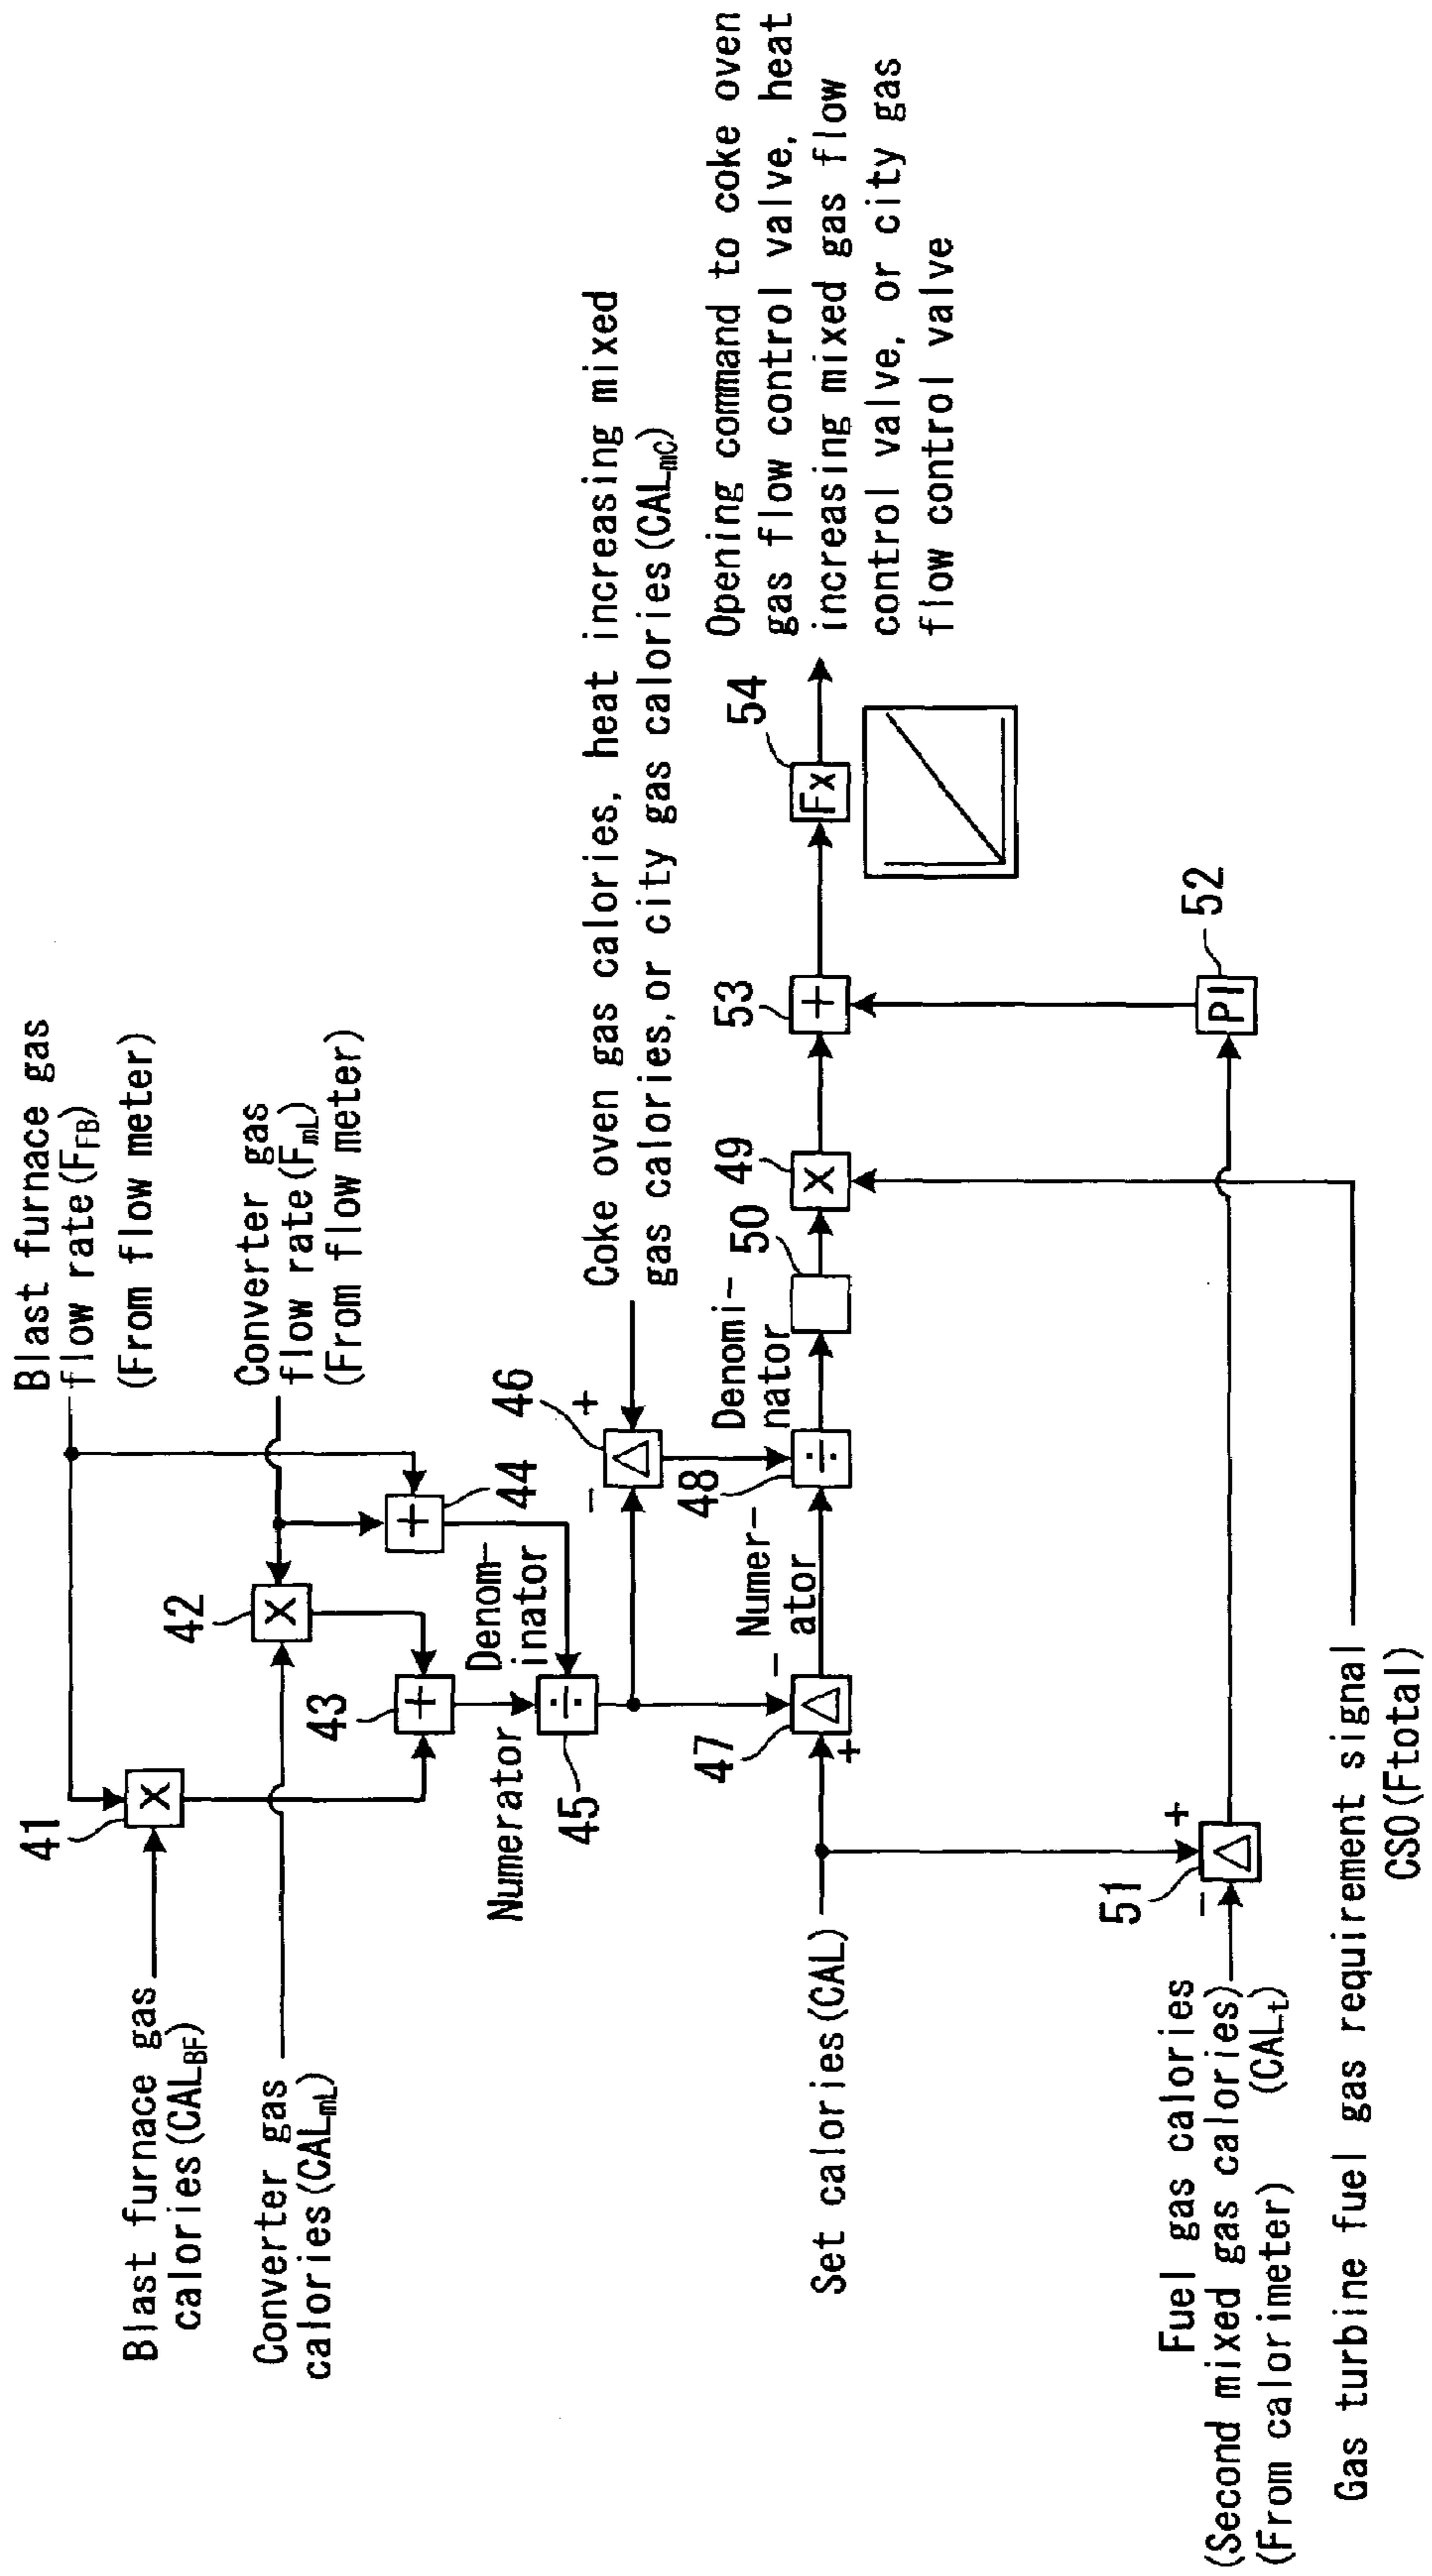 Blast furnace gas
flow rate(F_FB)
(From flow meter)
Converter gas
flow rate(F_mL)
(From flow meter)
41
×
Blast furnace gas
calories(CAL_BF)
42
×
Converter gas
calories(CAL_mL)
43
+
44
+
Numerator
Denom-
inator
45
÷
46
Δ
+
−
Coke oven gas calories, heat increasing mixed
gas calories, or city gas calories(CAL_mC)
47
Δ
−
+
Set calories(CAL)
Numer-
ator
48
÷
Denomi-
nator
50
49
×
53
+
54
Fx
Opening command to coke oven
gas flow control valve, heat
increasing mixed gas flow
control valve, or city gas
flow control valve
51
Δ
+
−
52
PI
Fuel gas calories
(Second mixed gas calories)
(From calorimeter) (CAL_t)
Gas turbine fuel gas requirement signal
CSO(Ftotal)